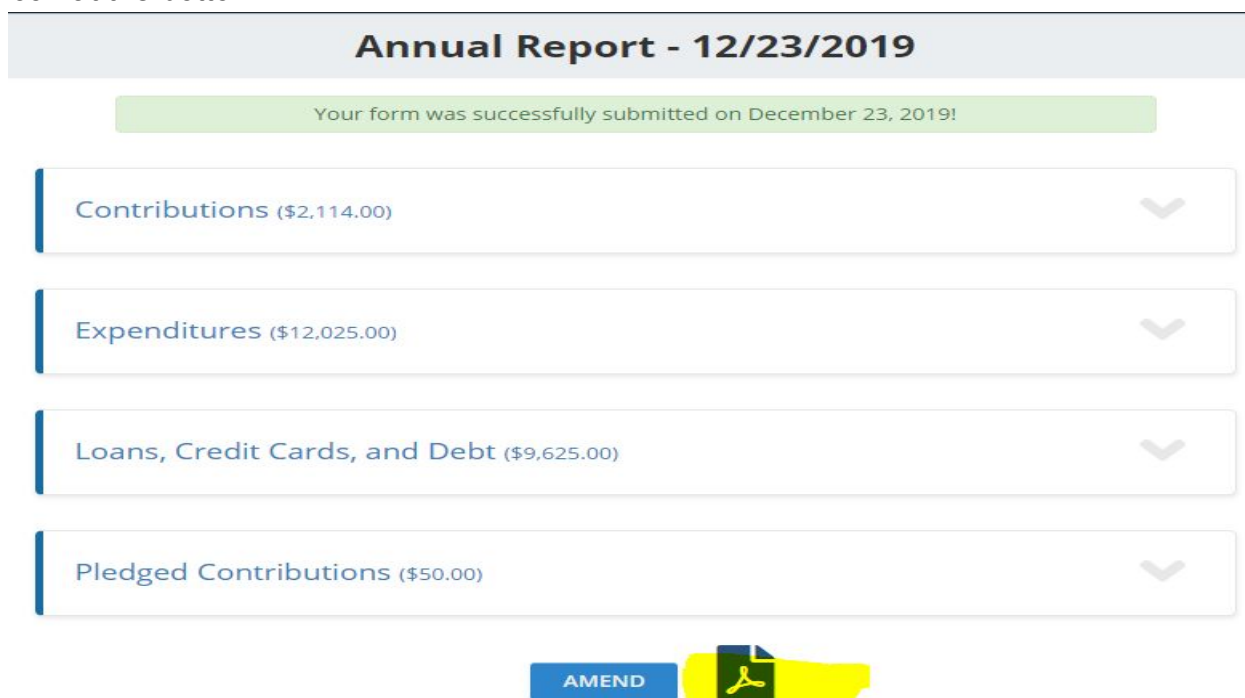 Annual Report - 12/23/2019
Your form was successfully submitted on December 23, 2019!
Contributions ($2,114.00)
Expenditures ($12,025.00)
Loans, Credit Cards, and Debt ($9,625.00)
Pledged Contributions ($50.00)
AMEND